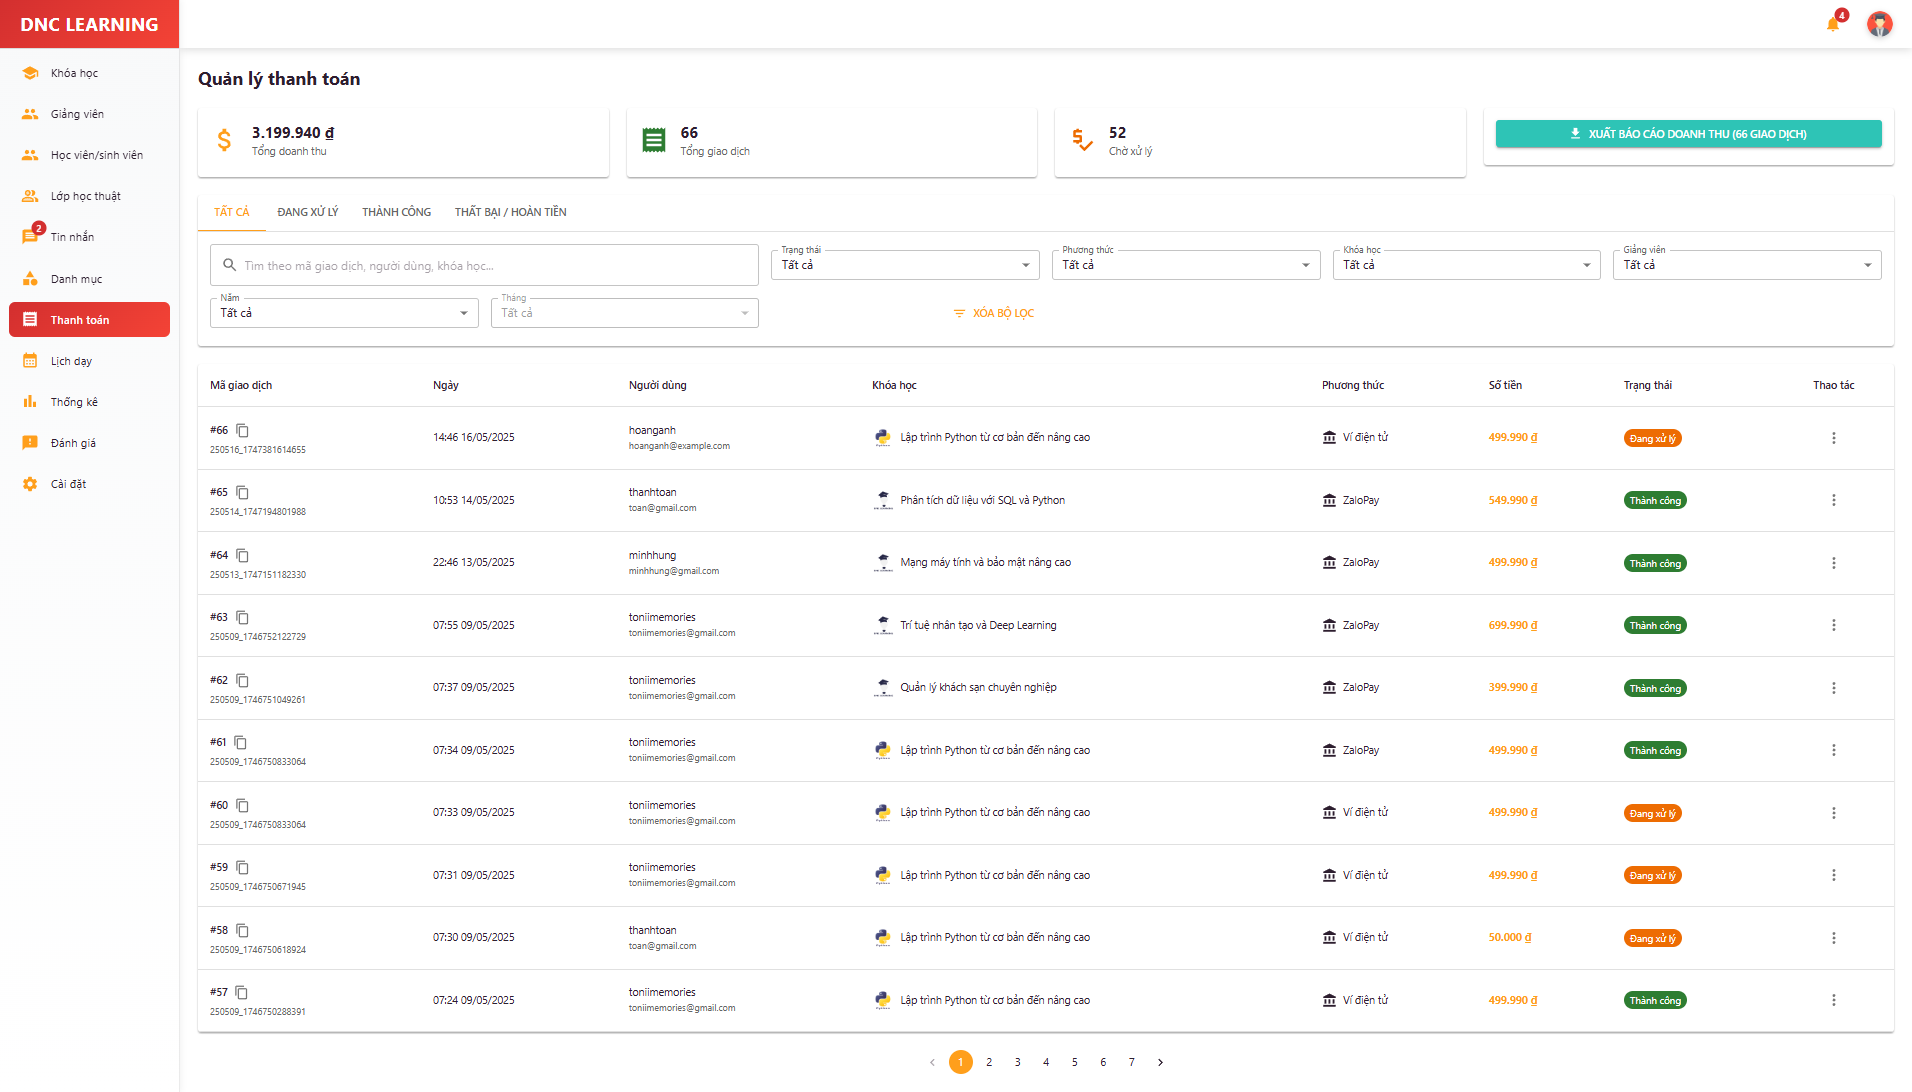 DNC LEARNING
4
Khóa học
Giảng viên
Học viên/sinh viên
Lớp học thuật
2
Tin nhắn
Danh mục
Thanh toán
Lịch dạy
Thống kê
Đánh giá
Cài đặt
Quản lý thanh toán
3.199.940 ₫
Tổng doanh thu
66
Tổng giao dịch
52
Chờ xử lý
XUẤT BÁO CÁO DOANH THU (66 GIAO DỊCH)
TẤT CẢ ĐANG XỬ LÝ THÀNH CÔNG THẤT BẠI / HOÀN TIỀN
Tìm theo mã giao dịch, người dùng, khóa học...
Trạng thái
Tất cả
Phương thức
Tất cả
Khóa học
Tất cả
Giảng viên
Tất cả
Năm
Tất cả
Tháng
Tất cả
XÓA BỘ LỌC
Mã giao dịch Ngày Người dùng Khóa học Phương thức Số tiền Trạng thái Thao tác
#66
250516_1747381614655
14:46 16/05/2025
hoanganh
hoanganh@example.com
Lập trình Python từ cơ bản đến nâng cao
Ví điện tử
499.990 ₫
Đang xử lý
#65
250514_1747194801988
10:53 14/05/2025
thanhtoan
toan@gmail.com
Phân tích dữ liệu với SQL và Python
ZaloPay
549.990 ₫
Thành công
#64
250513_1747151182330
22:46 13/05/2025
minhhung
minhhung@gmail.com
Mạng máy tính và bảo mật nâng cao
ZaloPay
499.990 ₫
Thành công
#63
250509_1746752122729
07:55 09/05/2025
toniimemories
toniimemories@gmail.com
Trí tuệ nhân tạo và Deep Learning
ZaloPay
699.990 ₫
Thành công
#62
250509_1746751049261
07:37 09/05/2025
toniimemories
toniimemories@gmail.com
Quản lý khách sạn chuyên nghiệp
ZaloPay
399.990 ₫
Thành công
#61
250509_1746750833064
07:34 09/05/2025
toniimemories
toniimemories@gmail.com
Lập trình Python từ cơ bản đến nâng cao
ZaloPay
499.990 ₫
Thành công
#60
250509_1746750833064
07:33 09/05/2025
toniimemories
toniimemories@gmail.com
Lập trình Python từ cơ bản đến nâng cao
Ví điện tử
499.990 ₫
Đang xử lý
#59
250509_1746750671945
07:31 09/05/2025
toniimemories
toniimemories@gmail.com
Lập trình Python từ cơ bản đến nâng cao
Ví điện tử
499.990 ₫
Đang xử lý
#58
250509_1746750618924
07:30 09/05/2025
thanhtoan
toan@gmail.com
Lập trình Python từ cơ bản đến nâng cao
Ví điện tử
50.000 ₫
Đang xử lý
#57
250509_1746750288391
07:24 09/05/2025
toniimemories
toniimemories@gmail.com
Lập trình Python từ cơ bản đến nâng cao
Ví điện tử
499.990 ₫
Thành công
1 2 3 4 5 6 7